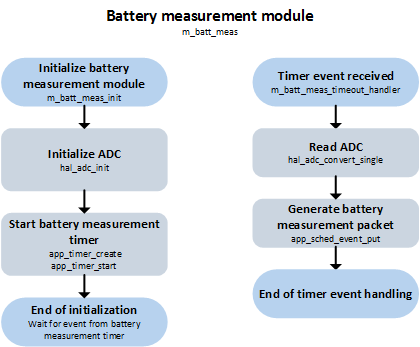 Battery measurement module
m_batt_meas
Initialize battery
measurement module
m_batt_meas_init
Initialize ADC
hal_adc_init
Start battery measurement
timer
app_timer_create
app_timer_start
End of initialization
Wait for event from battery
measurement timer
Timer event received
m_batt_meas_timeout_handler
Read ADC
hal_adc_convert_single
Generate battery
measurement packet
app_sched_event_put
End of timer event handling